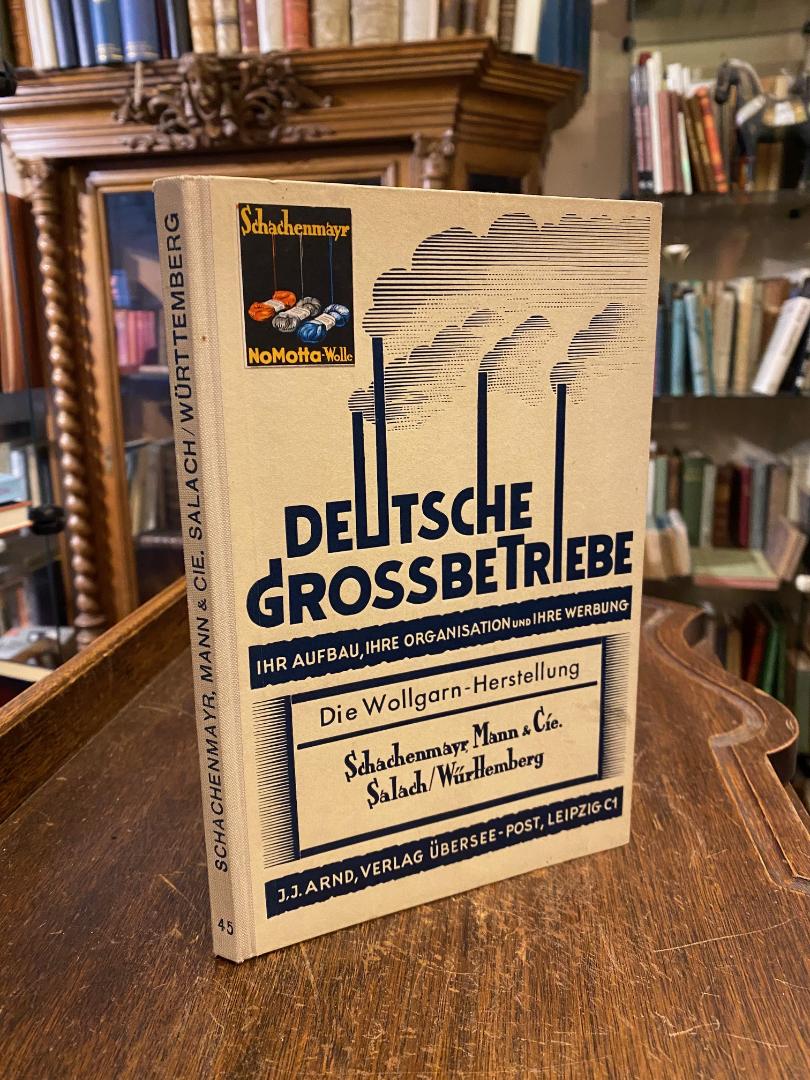 SCHACHENMAYR, MANN & CIE. SALACH/WÜRTTEMBERG
45
Schachenmayr
NoMotta-Wolle
DEUTSCHE
GROSSBETRIEBE
IHR AUFBAU, IHRE ORGANISATION UND IHRE WERBUNG
Die Wollgarn-Herstellung
Schachenmayr, Mann & Cie.
Salach/Württemberg
J.J. ARND, VERLAG ÜBERSEE-POST, LEIPZIG C1